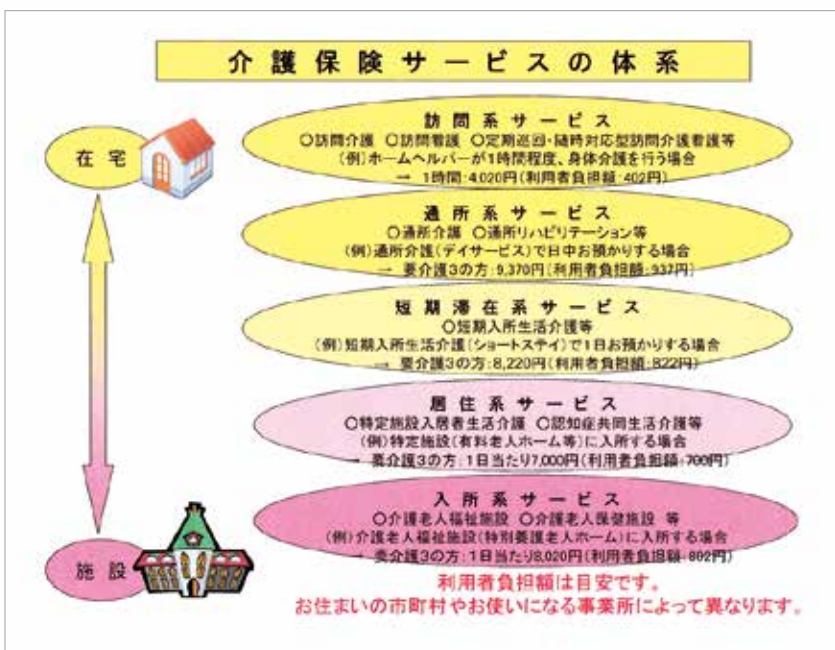 介護保険サービスの体系
在宅
訪問系サービス
○訪問介護 ○訪問看護 ○定期巡回・随時対応型訪問介護看護等
(例)ホームヘルパーが1時間程度、身体介護を行う場合
→ 1時間:4,020円(利用者負担額:402円)
通所系サービス
○通所介護 ○通所リハビリテーション等
(例)通所介護(デイサービス)で日中お預かりする場合
→ 要介護3の方:9,370円(利用者負担額:937円)
短期滞在系サービス
○短期入所生活介護等
(例)短期入所生活介護(ショートステイ)で1日お預かりする場合
→ 要介護3の方:8,220円(利用者負担額:822円)
居住系サービス
○特定施設入居者生活介護 ○認知症共同生活介護等
(例)特定施設(有料老人ホーム等)に入所する場合
→ 要介護3の方:1日当たり7,000円(利用者負担額:700円)
入所系サービス
○介護老人福祉施設 ○介護老人保健施設 等
(例)介護老人福祉施設(特別養護老人ホーム)に入所する場合
→ 要介護3の方:1日当たり8,020円(利用者負担額:802円)
施設
利用者負担額は目安です。
お住まいの市町村やお使いになる事業所によって異なります。